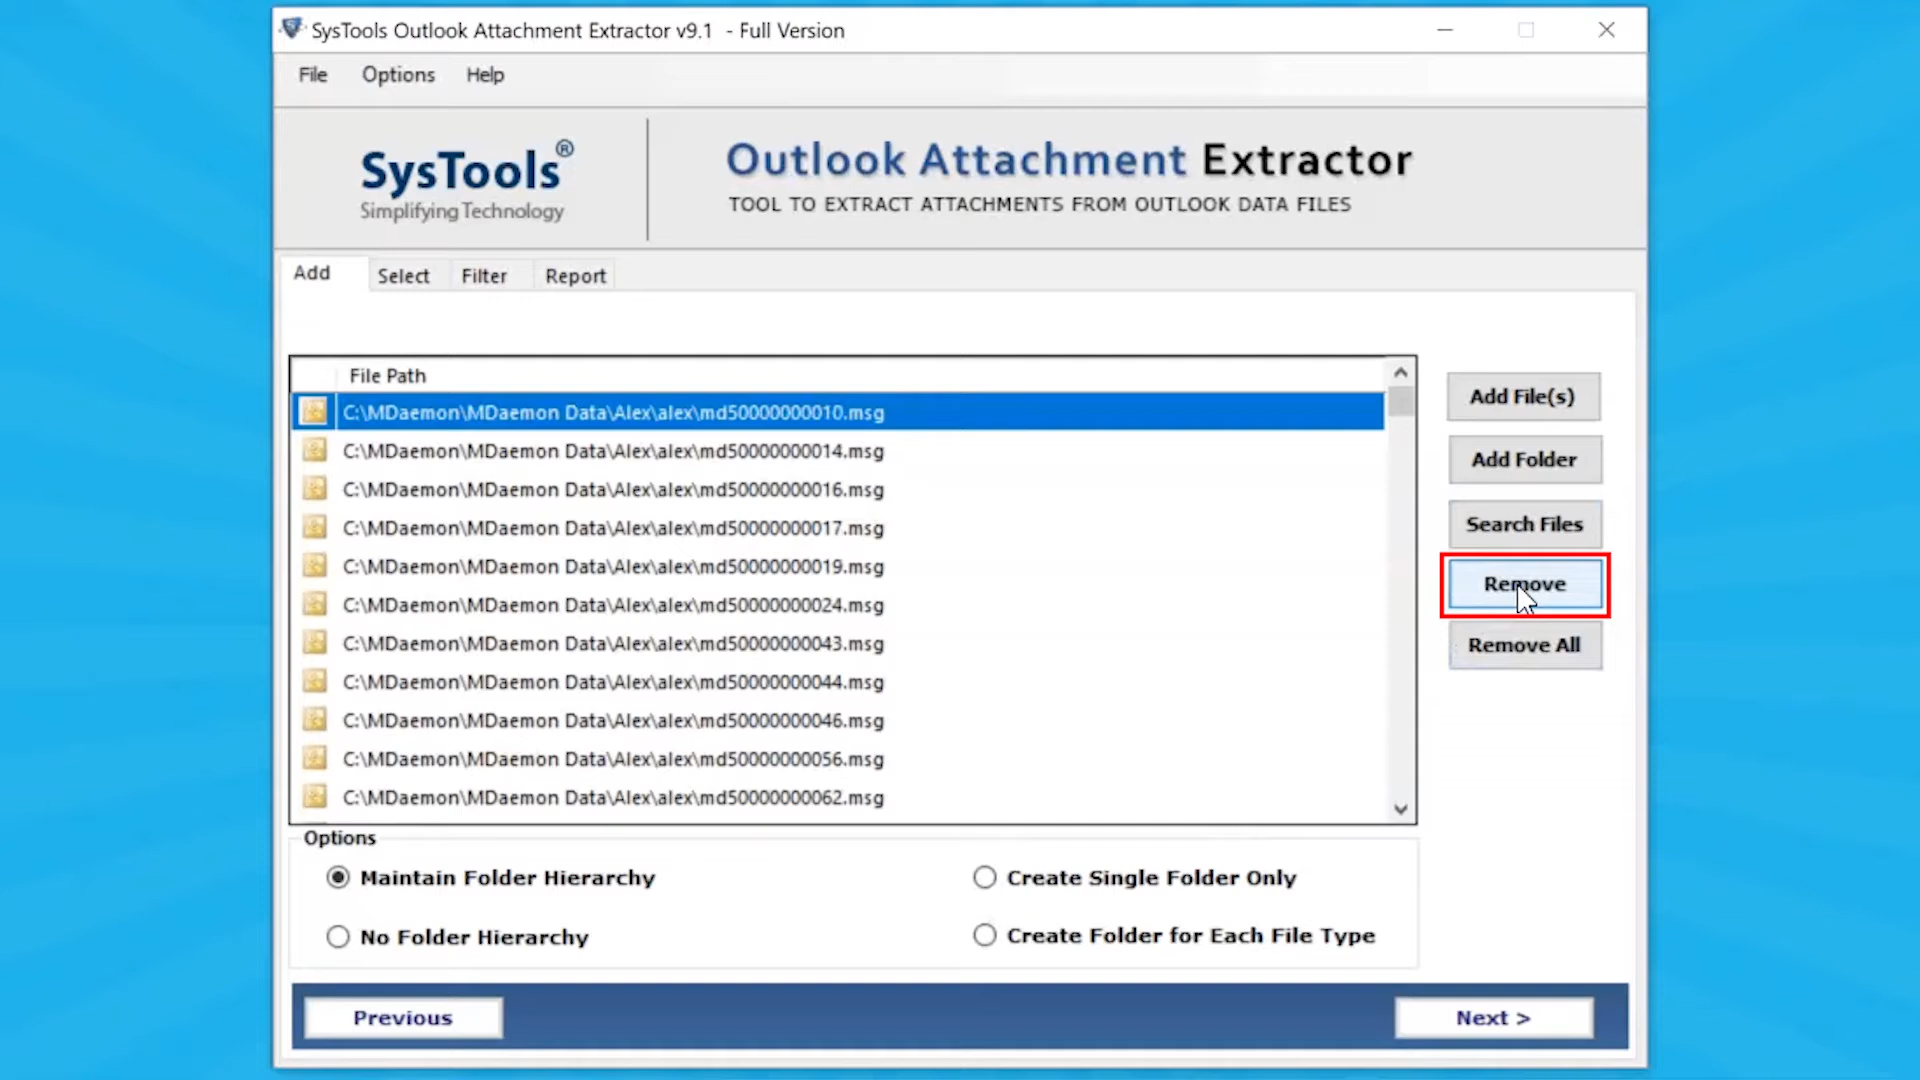 SysTools Outlook Attachment Extractor v9.1 - Full Version
File Options Help
SysTools®
Simplifying Technology
Outlook Attachment Extractor
TOOL TO EXTRACT ATTACHMENTS FROM OUTLOOK DATA FILES
Add Select Filter Report
File Path
C:\MDaemon\MDaemon Data\Alex\alex\md50000000010.msg
C:\MDaemon\MDaemon Data\Alex\alex\md50000000014.msg
C:\MDaemon\MDaemon Data\Alex\alex\md50000000016.msg
C:\MDaemon\MDaemon Data\Alex\alex\md50000000017.msg
C:\MDaemon\MDaemon Data\Alex\alex\md50000000019.msg
C:\MDaemon\MDaemon Data\Alex\alex\md50000000024.msg
C:\MDaemon\MDaemon Data\Alex\alex\md50000000043.msg
C:\MDaemon\MDaemon Data\Alex\alex\md50000000044.msg
C:\MDaemon\MDaemon Data\Alex\alex\md50000000046.msg
C:\MDaemon\MDaemon Data\Alex\alex\md50000000056.msg
C:\MDaemon\MDaemon Data\Alex\alex\md50000000062.msg
Add File(s)
Add Folder
Search Files
Remove
Remove All
Options
Maintain Folder Hierarchy
Create Single Folder Only
No Folder Hierarchy
Create Folder for Each File Type
Previous
Next >